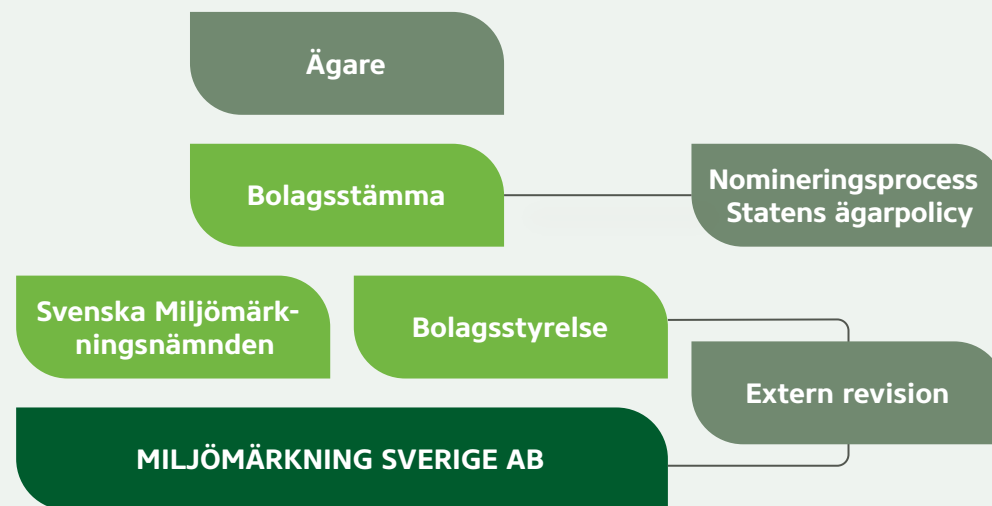 Ägare
Bolagsstämma
Nomineringsprocess
Statens ägarpolicy
Svenska Miljömärk-
ningsnämnden
Bolagsstyrelse
Extern revision
MILJÖMÄRKNING SVERIGE AB